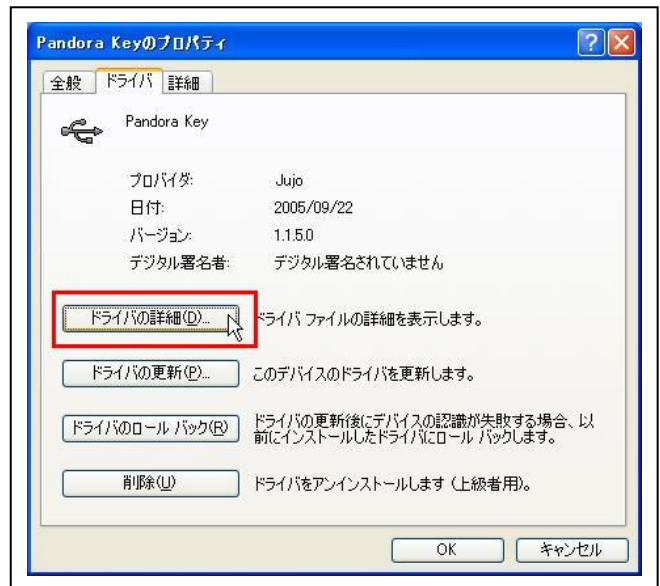 Pandora Keyのプロパティ
全般 ドライバ 詳細
Pandora Key
プロバイダ: Jujo
日付: 2005/09/22
バージョン: 1.1.5.0
デジタル署名者: デジタル署名されていません
ドライバの詳細(D)... ドライバ ファイルの詳細を表示します。
ドライバの更新(P)... このデバイスのドライバを更新します。
ドライバのロール バック(R) ドライバの更新後にデバイスの認識が失敗する場合、以
前にインストールしたドライバにロール バックします。
削除(U) ドライバをアンインストールします (上級者用)。
OK キャンセル